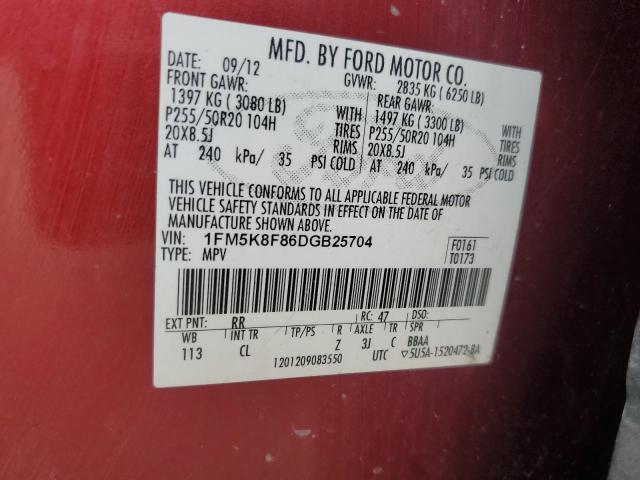 MFD. BY FORD MOTOR CO.
DATE: 09/12 GVWR: 2835 KG ( 6250 LB)
FRONT GAWR: REAR GAWR:
1397 KG ( 3080 LB) WITH 1497 KG ( 3300 LB) WITH
P255/50R20 104H TIRES P255/50R20 104H TIRES
20X8.5J RIMS 20X8.5J RIMS
AT 240 kPa/ 35 PSI COLD AT 240 kPa/ 35 PSI COLD
Ford
THIS VEHICLE CONFORMS TO ALL APPLICABLE FEDERAL MOTOR
VEHICLE SAFETY STANDARDS IN EFFECT ON THE DATE OF
MANUFACTURE SHOWN ABOVE.
VIN: 1FM5K8F86DGB25704 F0161
TYPE: MPV T0173
EXT PNT: RR RC: 47 DSO:
WB INT TR TP/PS R AXLE TR SPR
113 CL Z 3J C BBAA
1201209083550 UTC ▽5U5A-1520472-BA